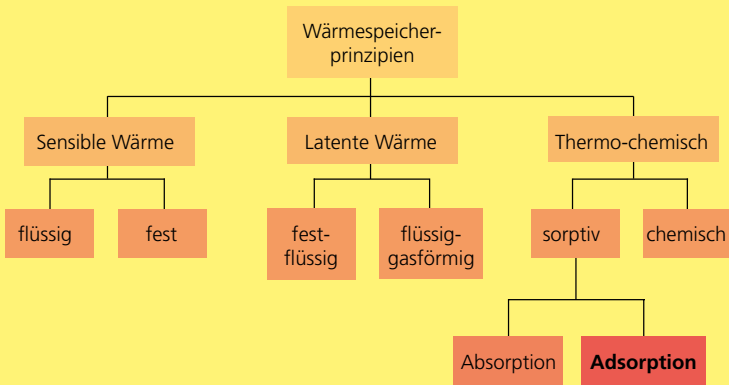 Wärmespeicher-
prinzipien
Sensible Wärme
Latente Wärme
Thermo-chemisch
flüssig
fest
fest-
flüssig
flüssig-
gasförmig
sorptiv
chemisch
Absorption
Adsorption